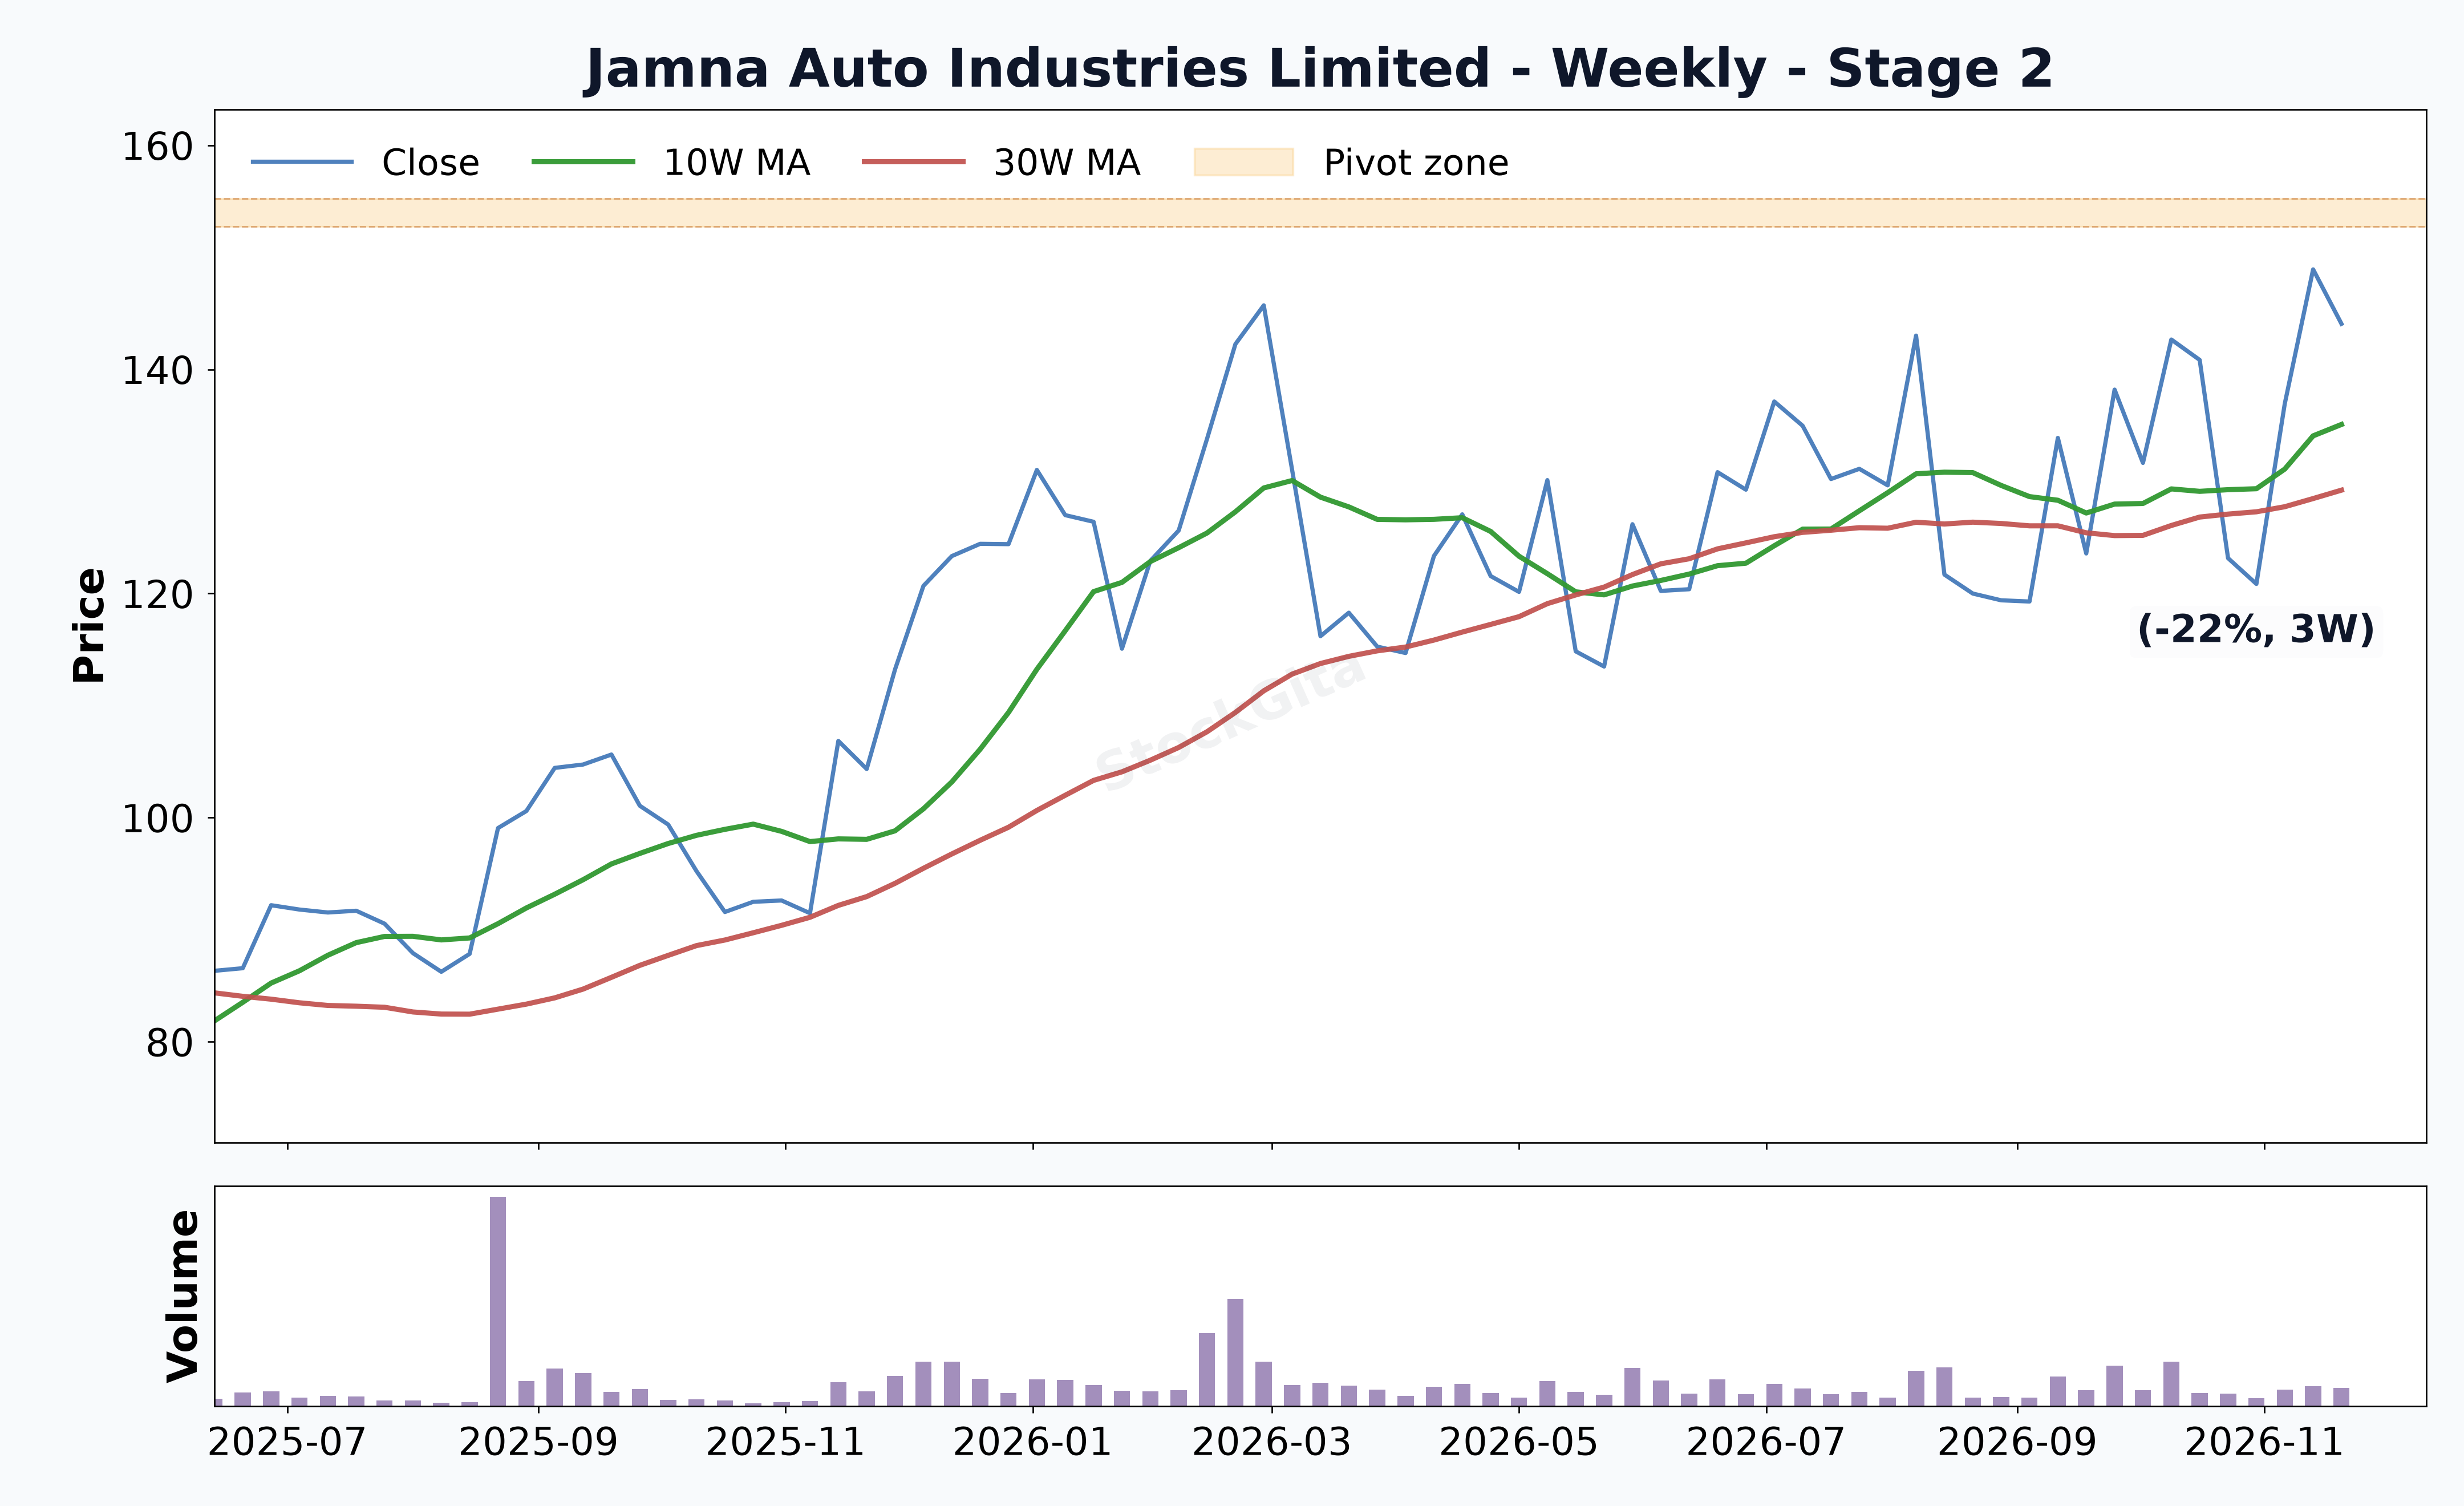 Jamna Auto Industries Limited - Weekly - Stage 2
Close
10W MA
30W MA
Pivot zone
160
140
120
100
80
Price
(-22%, 3W)
StockGita
Volume
2025-07
2025-09
2025-11
2026-01
2026-03
2026-05
2026-07
2026-09
2026-11